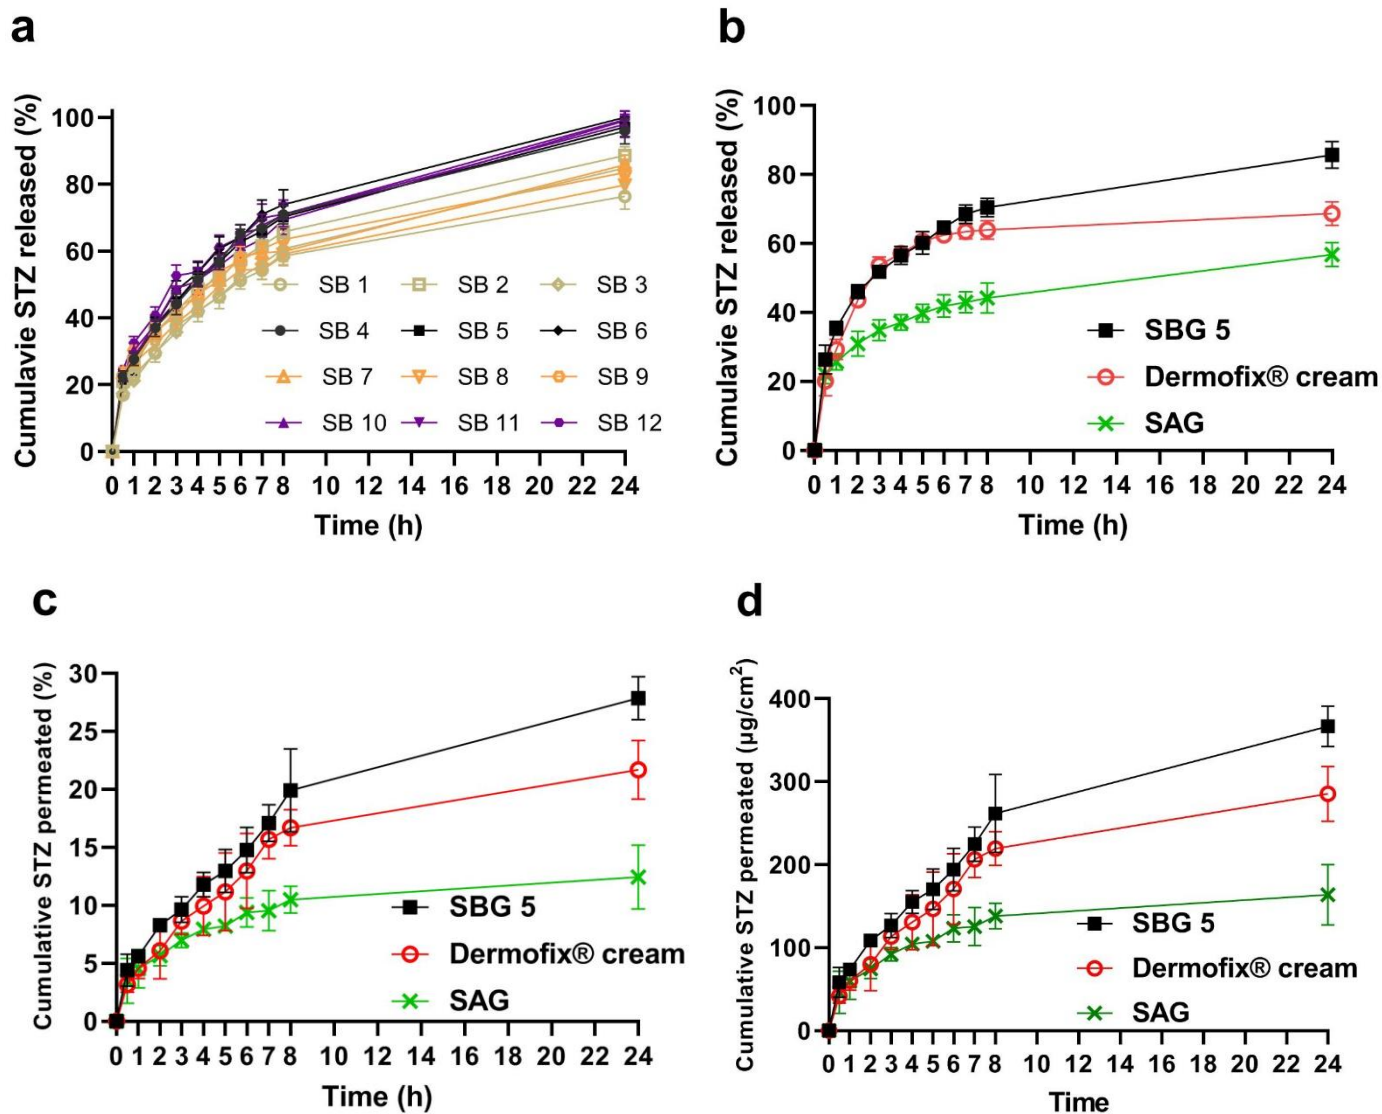 a
Cumulavie STZ released (%)
100
80
60
40
20
0
SB 1 SB 2 SB 3
SB 4 SB 5 SB 6
SB 7 SB 8 SB 9
SB 10 SB 11 SB 12
0 1 2 3 4 5 6 7 8 10 12 14 16 18 20 22 24
Time (h)
b
Cumulavie STZ released (%)
100
80
60
40
20
0
SBG 5
Dermofix® cream
SAG
0 1 2 3 4 5 6 7 8 10 12 14 16 18 20 22 24
Time (h)
c
Cumulative STZ permeated (%)
30
25
20
15
10
5
0
SBG 5
Dermofix® cream
SAG
0 1 2 3 4 5 6 7 8 10 12 14 16 18 20 22 24
Time (h)
d
Cumulative STZ permeated (µg/cm²)
400
300
200
100
0
SBG 5
Dermofix® cream
SAG
0 1 2 3 4 5 6 7 8 10 12 14 16 18 20 22 24
Time